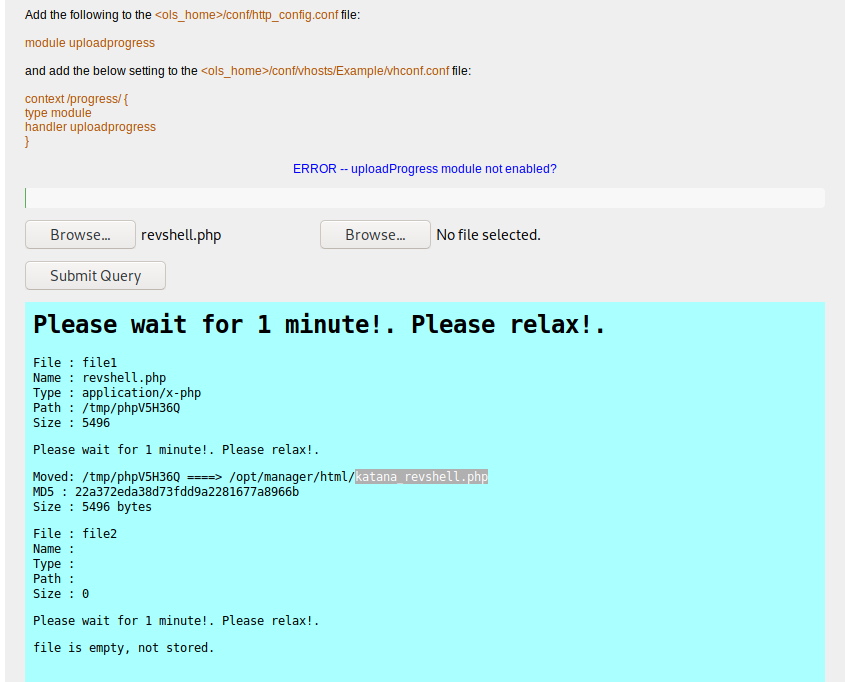 Add the following to the <ols_home>/conf/http_config.conf file:
module uploadprogress
and add the below setting to the <ols_home>/conf/vhosts/Example/vhconf.conf file:
context /progress/ {
type module
handler uploadprogress
}
ERROR -- uploadProgress module not enabled?
Browse... revshell.php Browse... No file selected.
Submit Query
Please wait for 1 minute!. Please relax!.
File : file1
Name : revshell.php
Type : application/x-php
Path : /tmp/phpV5H36Q
Size : 5496
Please wait for 1 minute!. Please relax!.
Moved: /tmp/phpV5H36Q ====> /opt/manager/html/katana_revshell.php
MD5 : 22a372eda38d73fdd9a2281677a8966b
Size : 5496 bytes
File : file2
Name :
Type :
Path :
Size : 0
Please wait for 1 minute!. Please relax!.
file is empty, not stored.